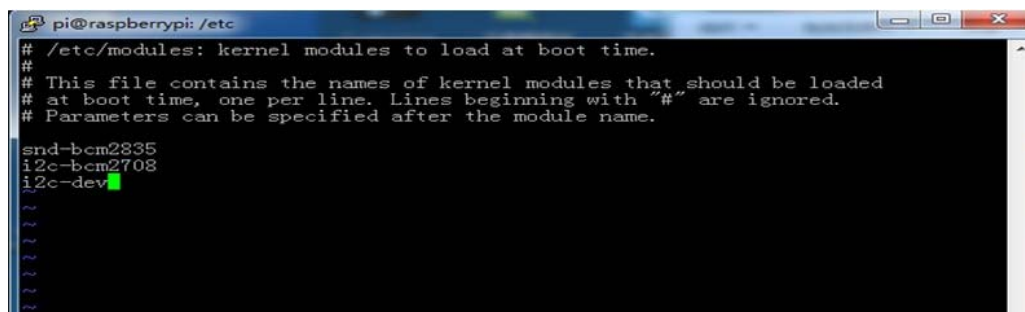 pi@raspberrypi: /etc
# /etc/modules: kernel modules to load at boot time.
#
# This file contains the names of kernel modules that should be loaded
# at boot time, one per line. Lines beginning with "#" are ignored.
# Parameters can be specified after the module name.
snd-bcm2835
i2c-bcm2708
i2c-dev
~
~
~
~
~
~
~
~